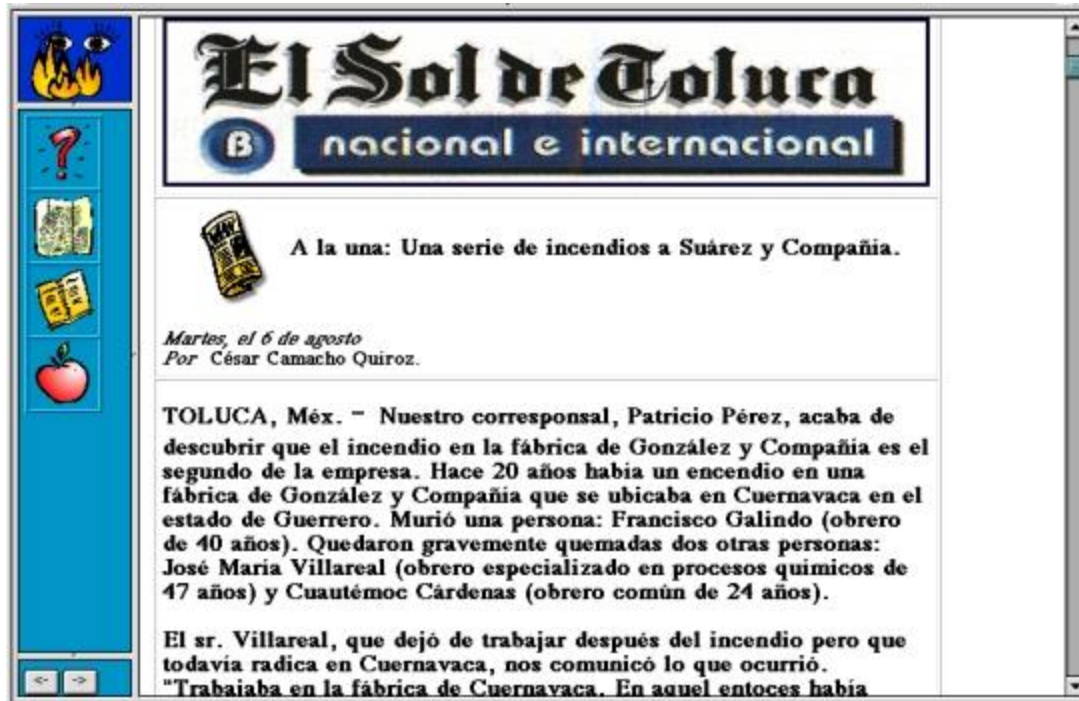 El Sol de Toluca
B nacional e internacional
A la una: Una serie de incendios a Suárez y Compañía.
Martes, el 6 de agosto
Por César Camacho Quiroz.
TOLUCA, Méx. - Nuestro corresponsal, Patricio Pérez, acaba de
descubrir que el incendio en la fábrica de González y Compañía es el
segundo de la empresa. Hace 20 años había un encendio en una
fábrica de González y Compañía que se ubicaba en Cuernavaca en el
estado de Guerrero. Murió una persona: Francisco Galindo (obrero
de 40 años). Quedaron gravemente quemadas dos otras personas:
José María Villareal (obrero especializado en procesos químicos de
47 años) y Cuautémoc Cárdenas (obrero común de 24 años).
El sr. Villareal, que dejó de trabajar después del incendio pero que
todavía radica en Cuernavaca, nos comunicó lo que ocurrió.
"Trabajaba en la fábrica de Cuernavaca. En aquel entoces había